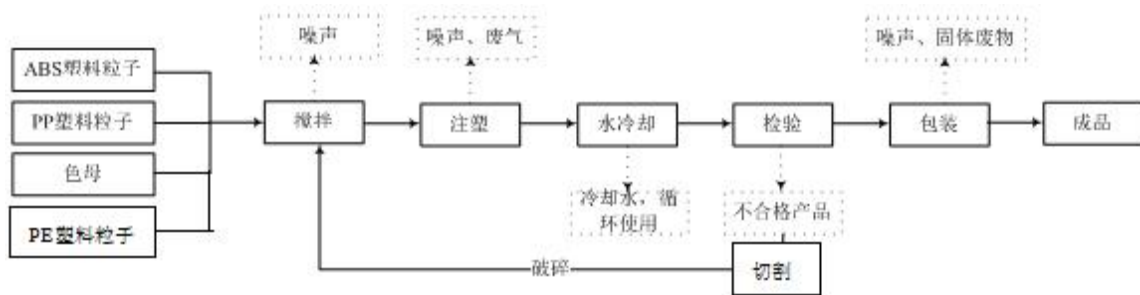 噪声
噪声、废气
噪声、固体废物
ABS塑料粒子
PP塑料粒子
色母
PE塑料粒子
搅拌
注塑
水冷却
检验
包装
成品
冷却水，循
环使用
不合格产品
破碎
切割